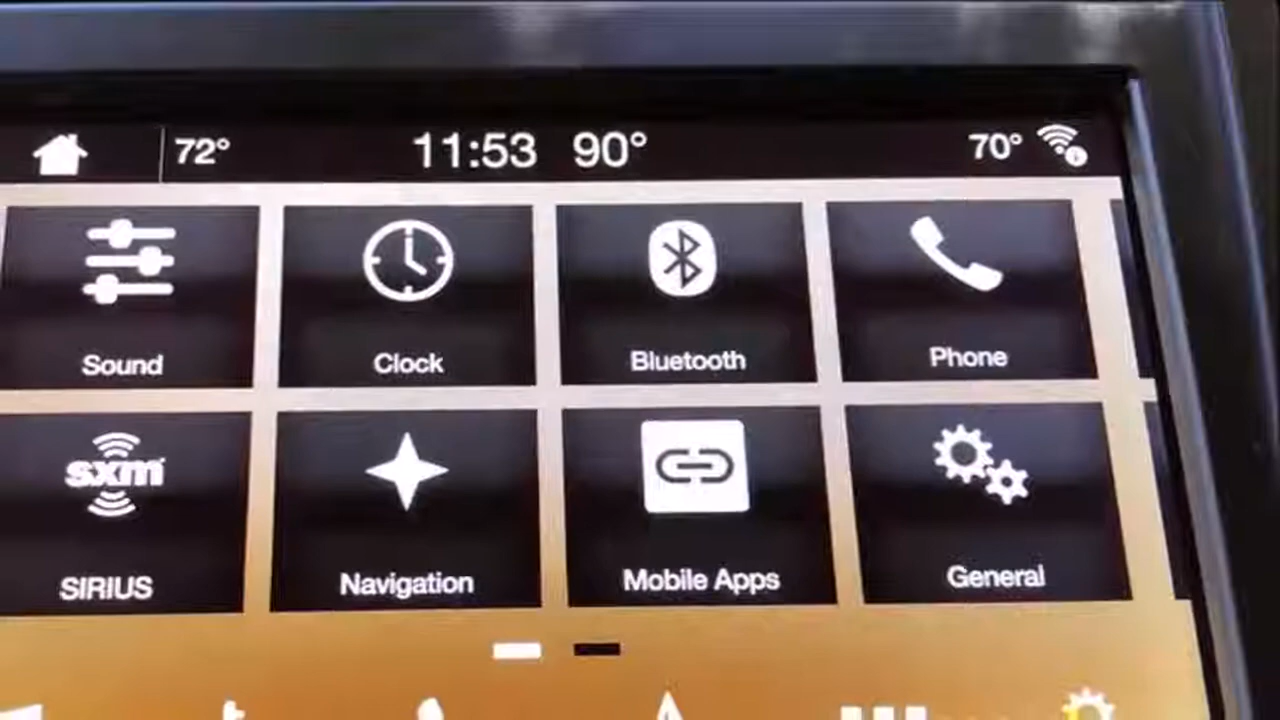 72° 11:53 90° 70°
Sound Clock Bluetooth Phone
sxm
SIRIUS Navigation Mobile Apps General